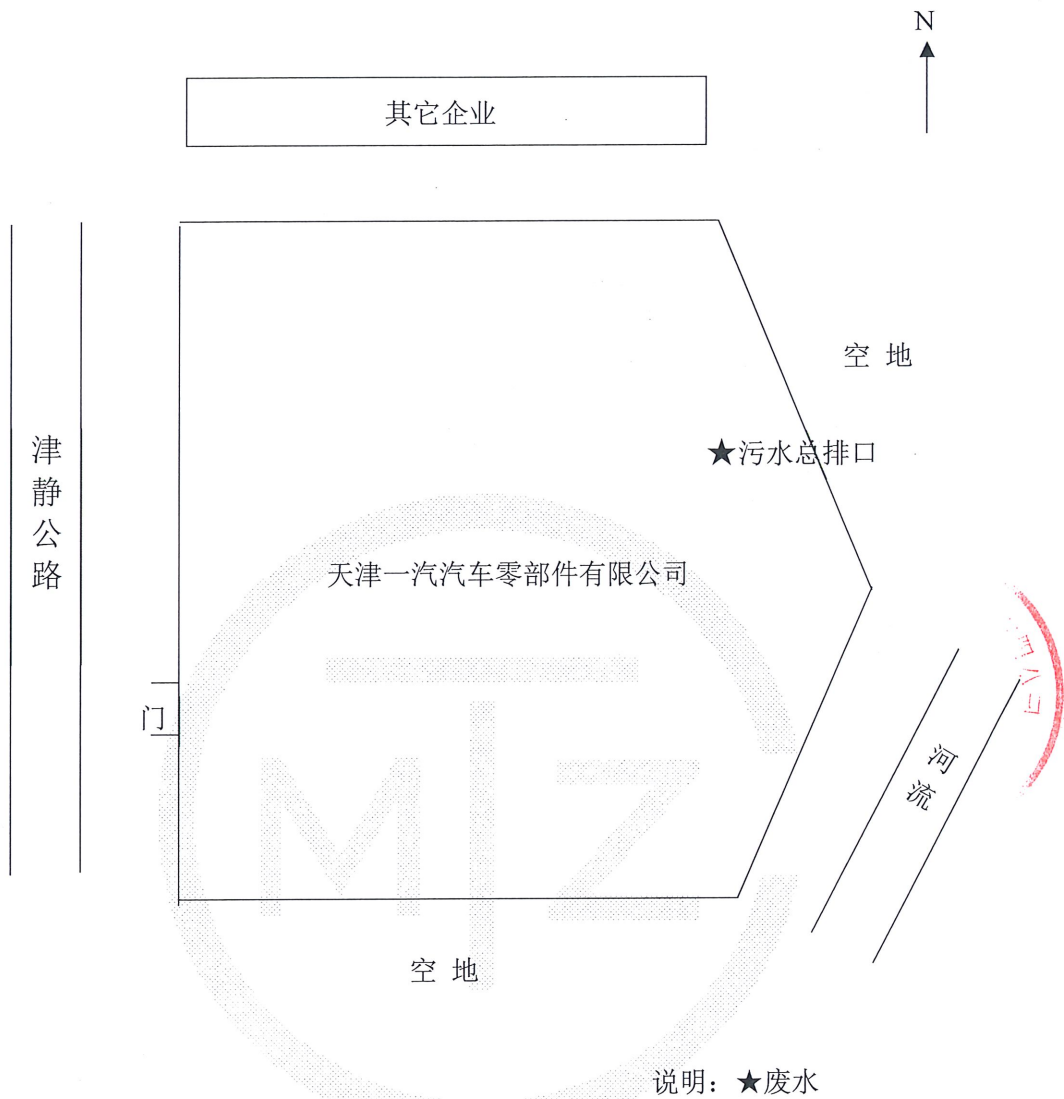 N
其它企业
空 地
津静公路
★污水总排口
天津一汽汽车零部件有限公司
门
河流
MTZ
空 地
说明：★废水